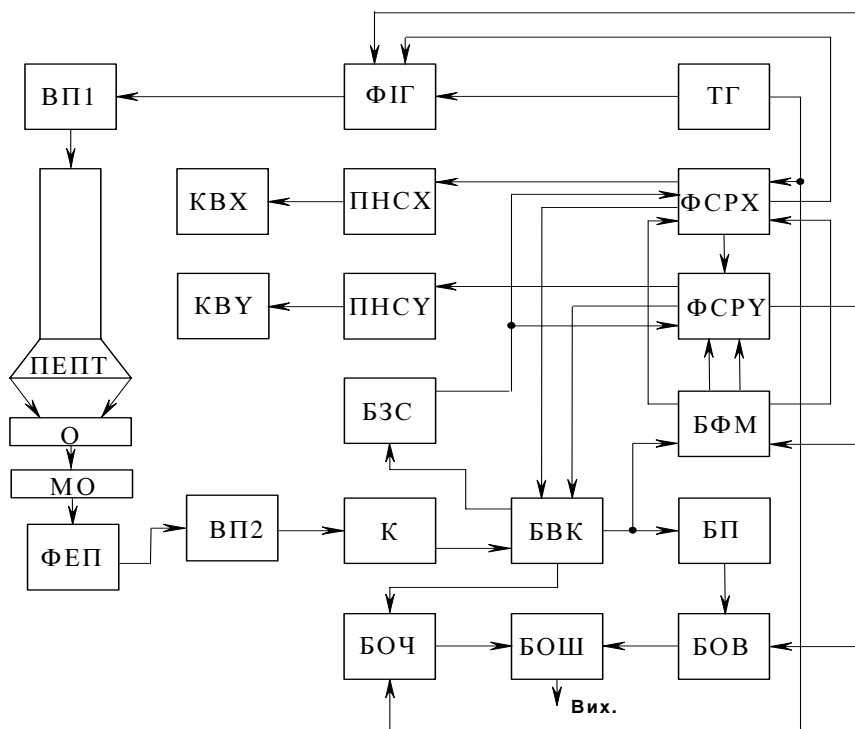 ВП1
ФІГ
ТГ
КВХ
ПНСХ
ФСРХ
КВY
ПНСY
ФСРY
ПЕПТ
БЗС
БФМ
О
МО
ФЕП
ВП2
К
БВК
БП
БОЧ
БОШ
БОВ
Вих.